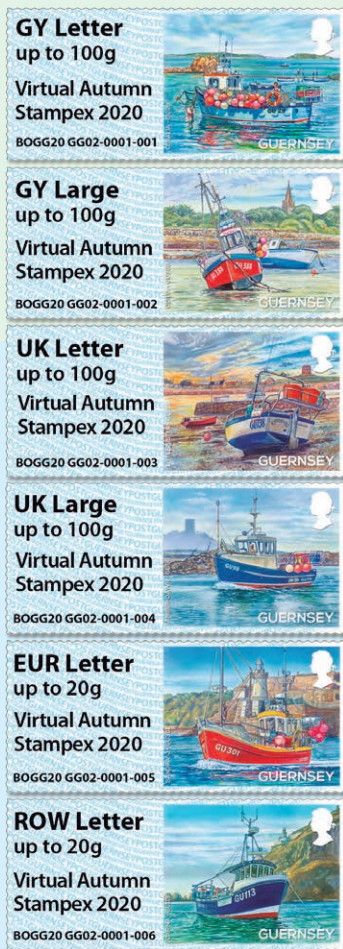 GY Letter
up to 100g
Virtual Autumn
Stampex 2020
BOGG20 GG02-0001-001
GUERNSEY
GY Large
up to 100g
Virtual Autumn
Stampex 2020
BOGG20 GG02-0001-002
GUERNSEY
UK Letter
up to 100g
Virtual Autumn
Stampex 2020
BOGG20 GG02-0001-003
GUERNSEY
UK Large
up to 100g
Virtual Autumn
Stampex 2020
BOGG20 GG02-0001-004
GU98
GUERNSEY
EUR Letter
up to 20g
Virtual Autumn
Stampex 2020
BOGG20 GG02-0001-005
GU301
GUERNSEY
ROW Letter
up to 20g
Virtual Autumn
Stampex 2020
BOGG20 GG02-0001-006
GU113
GUERNSEY